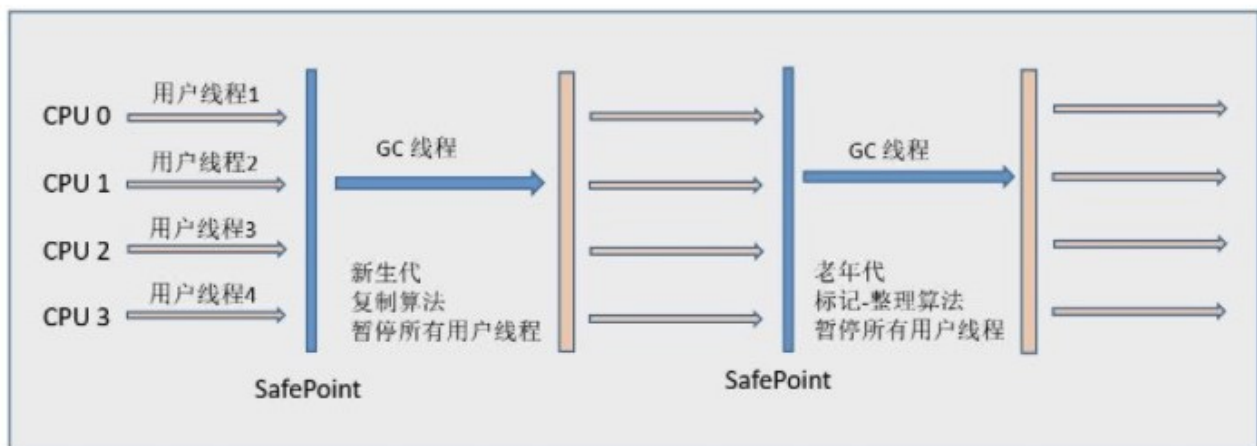 用户线程1
CPU 0
用户线程2
CPU 1
用户线程3
CPU 2
用户线程4
CPU 3
SafePoint
GC 线程
新生代
复制算法
暂停所有用户线程
SafePoint
GC 线程
老年代
标记-整理算法
暂停所有用户线程